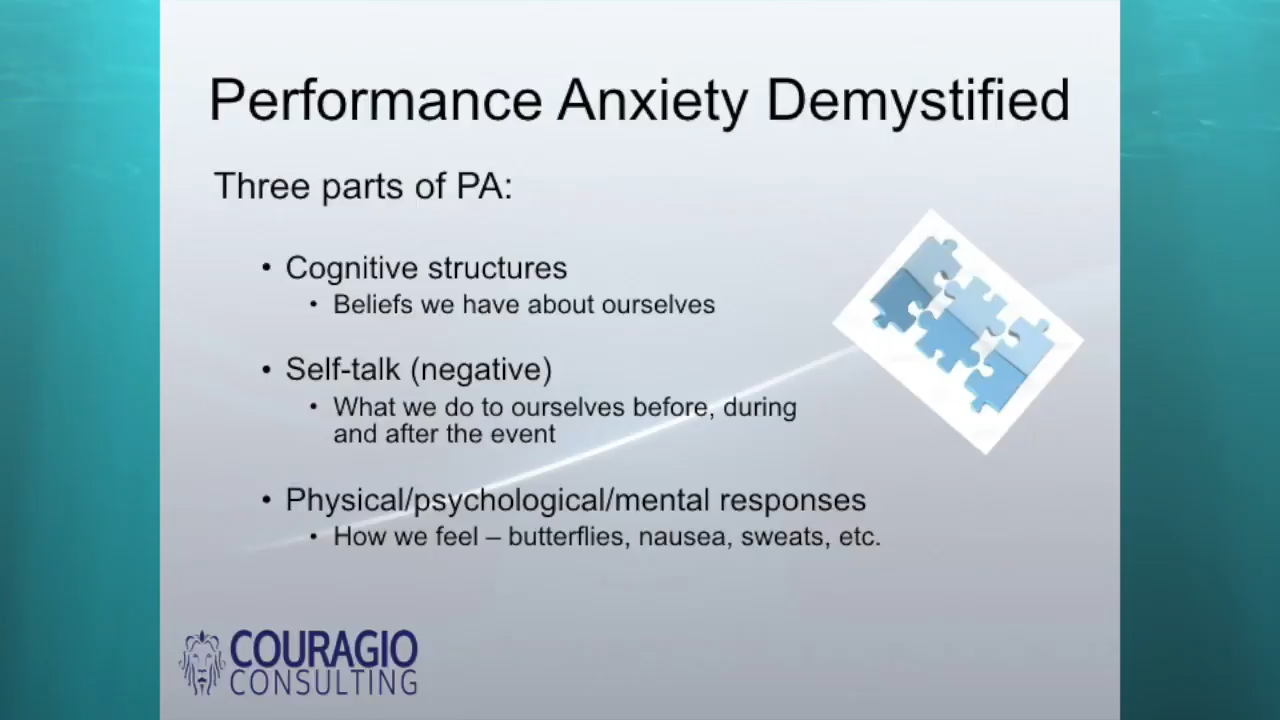 Performance Anxiety Demystified
Three parts of PA:
• Cognitive structures
• Beliefs we have about ourselves
• Self-talk (negative)
• What we do to ourselves before, during
and after the event
• Physical/psychological/mental responses
• How we feel – butterflies, nausea, sweats, etc.
COURAGIO
CONSULTING